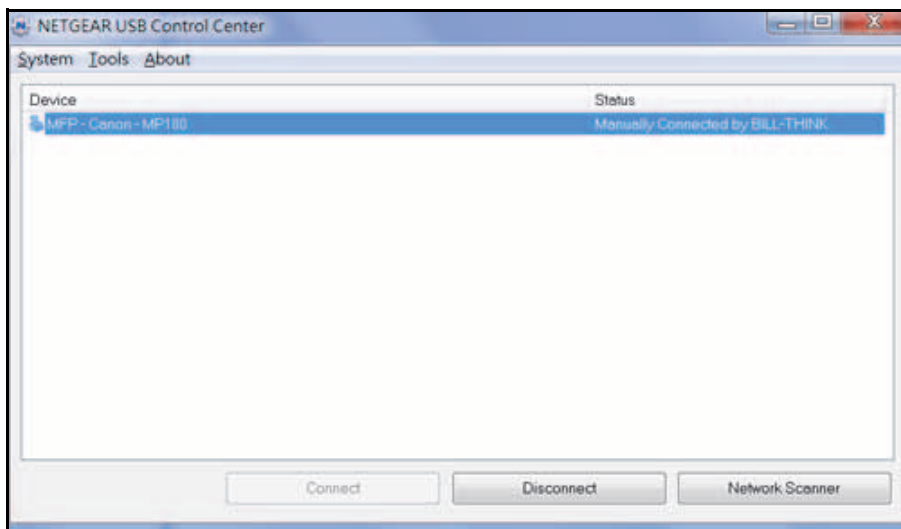 NETGEAR USB Control Center
System Tools About
Device Status
MFP - Canon - MP180 Manually Connected by BILL-THINK
Connect Disconnect Network Scanner